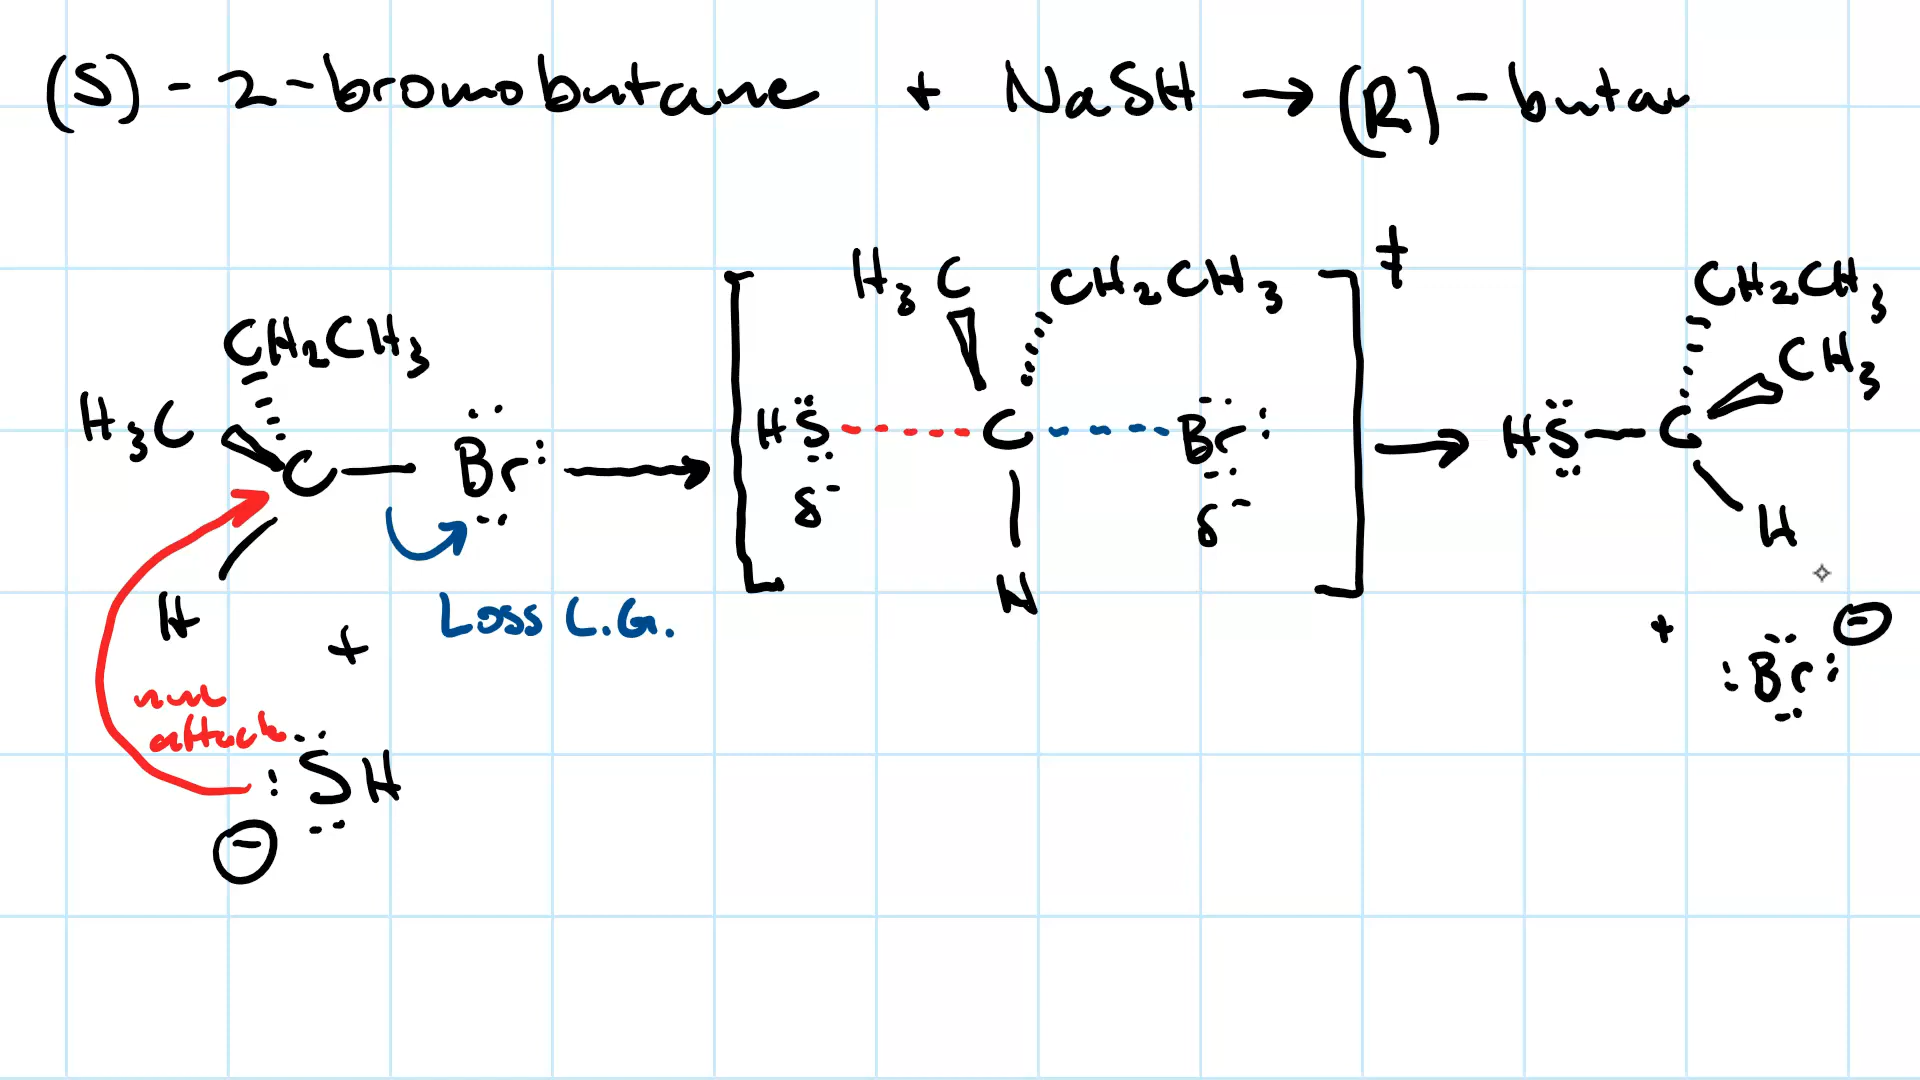 (S)-2-bromobutane + NaSH → (R)-butan
H₃C CH₂CH₃ ‡
CH₂CH₃
CH₂CH₃
H₃C C — Br → HS C Br → HS — C CH₃
δ⁻ δ⁻
H H H
+ Loss L.G. + Br ⊖
nuc
attack
SH
⊖